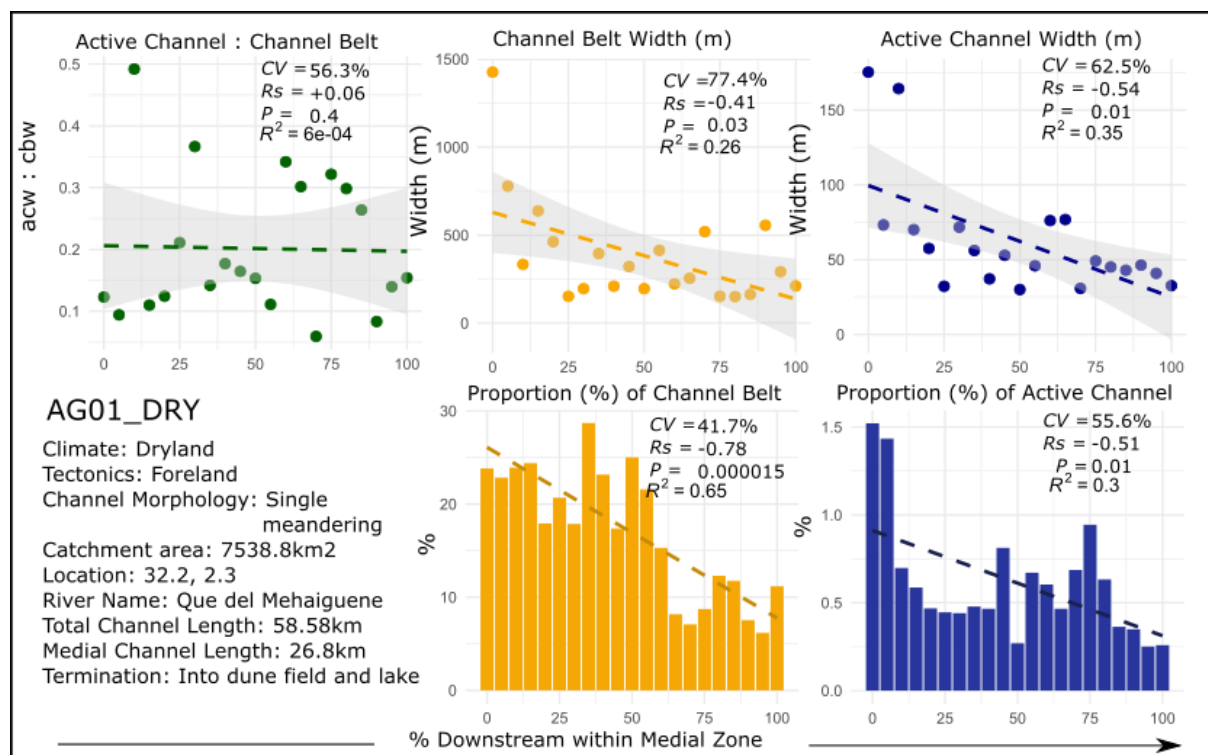 Active Channel : Channel Belt
CV = 56.3%
Rs = +0.06
P = 0.4
R² = 6e-04
acw : cbw
0.5
0.4
0.3
0.2
0.1
0 25 50 75 100
Channel Belt Width (m)
CV = 77.4%
Rs = -0.41
P = 0.03
R² = 0.26
Width (m)
1500
1000
500
0
0 25 50 75 100
Active Channel Width (m)
CV = 62.5%
Rs = -0.54
P = 0.01
R² = 0.35
Width (m)
150
100
50
0
0 25 50 75 100
AG01_DRY
Climate: Dryland
Tectonics: Foreland
Channel Morphology: Single
meandering
Catchment area: 7538.8km2
Location: 32.2, 2.3
River Name: Que del Mehaiguene
Total Channel Length: 58.58km
Medial Channel Length: 26.8km
Termination: Into dune field and lake
Proportion (%) of Channel Belt
CV = 41.7%
Rs = -0.78
P = 0.000015
R² = 0.65
%
30
20
10
0
0 25 50 75 100
Proportion (%) of Active Channel
CV = 55.6%
Rs = -0.51
P = 0.01
R² = 0.3
%
1.5
1.0
0.5
0.0
0 25 50 75 100
% Downstream within Medial Zone